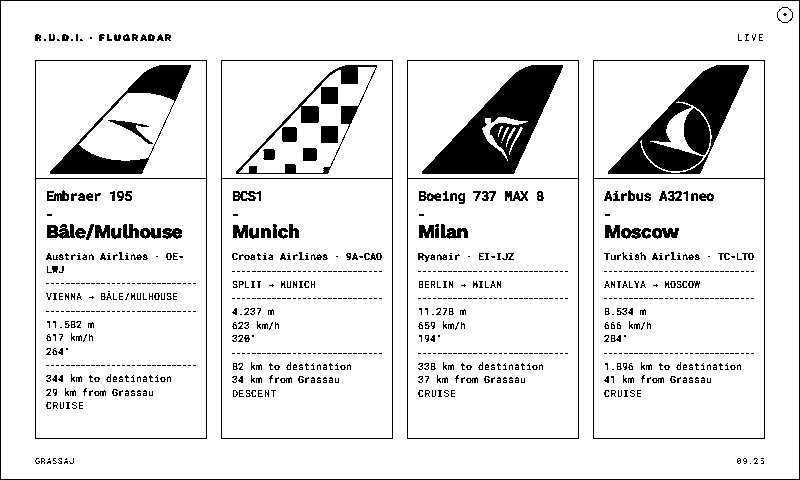 R.U.D.I. · FLUGRADAR
LIVE
Embraer 195
-
Bâle/Mulhouse
Austrian Airlines · OE-
LWJ
VIENNA → BÂLE/MULHOUSE
11.582 m
617 km/h
264°
344 km to destination
29 km from Grassau
CRUISE
BCS1
-
Munich
Croatia Airlines · 9A-CAO
SPLIT → MUNICH
4.237 m
623 km/h
320°
82 km to destination
34 km from Grassau
DESCENT
Boeing 737 MAX 8
-
Milan
Ryanair · EI-IJZ
BERLIN → MILAN
11.278 m
659 km/h
194°
338 km to destination
37 km from Grassau
CRUISE
Airbus A321neo
-
Moscow
Turkish Airlines · TC-LTO
ANTALYA → MOSCOW
8.534 m
666 km/h
284°
1.896 km to destination
41 km from Grassau
CRUISE
GRASSAU
09.25